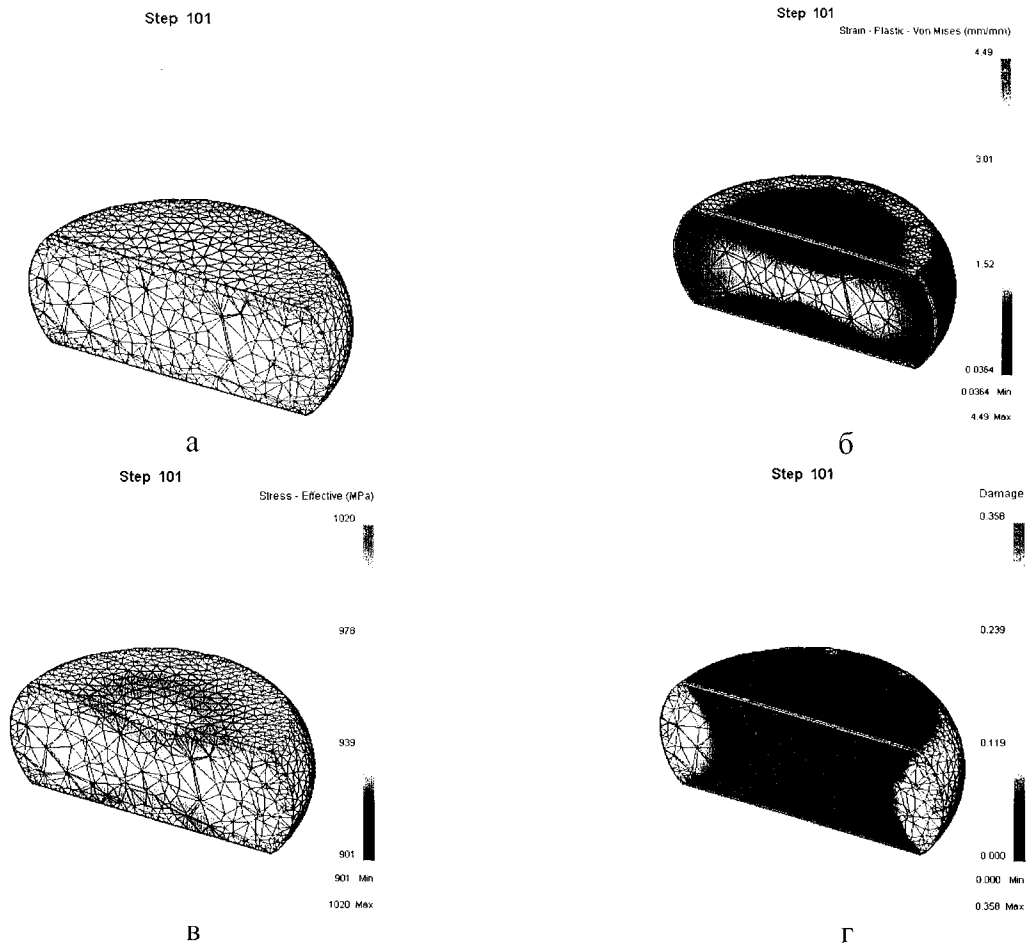 Step 101
Step 101
Strain - Plastic - Von Mises (mm/mm)
4.49
3.01
1.52
0.0364
0.0364 Min
4.49 Max
а
б
Step 101
Stress - Effective (MPa)
1020
978
939
901
901 Min
1020 Max
в
Step 101
Damage
0.358
0.239
0.119
0.000
0.000 Min
0.358 Max
г